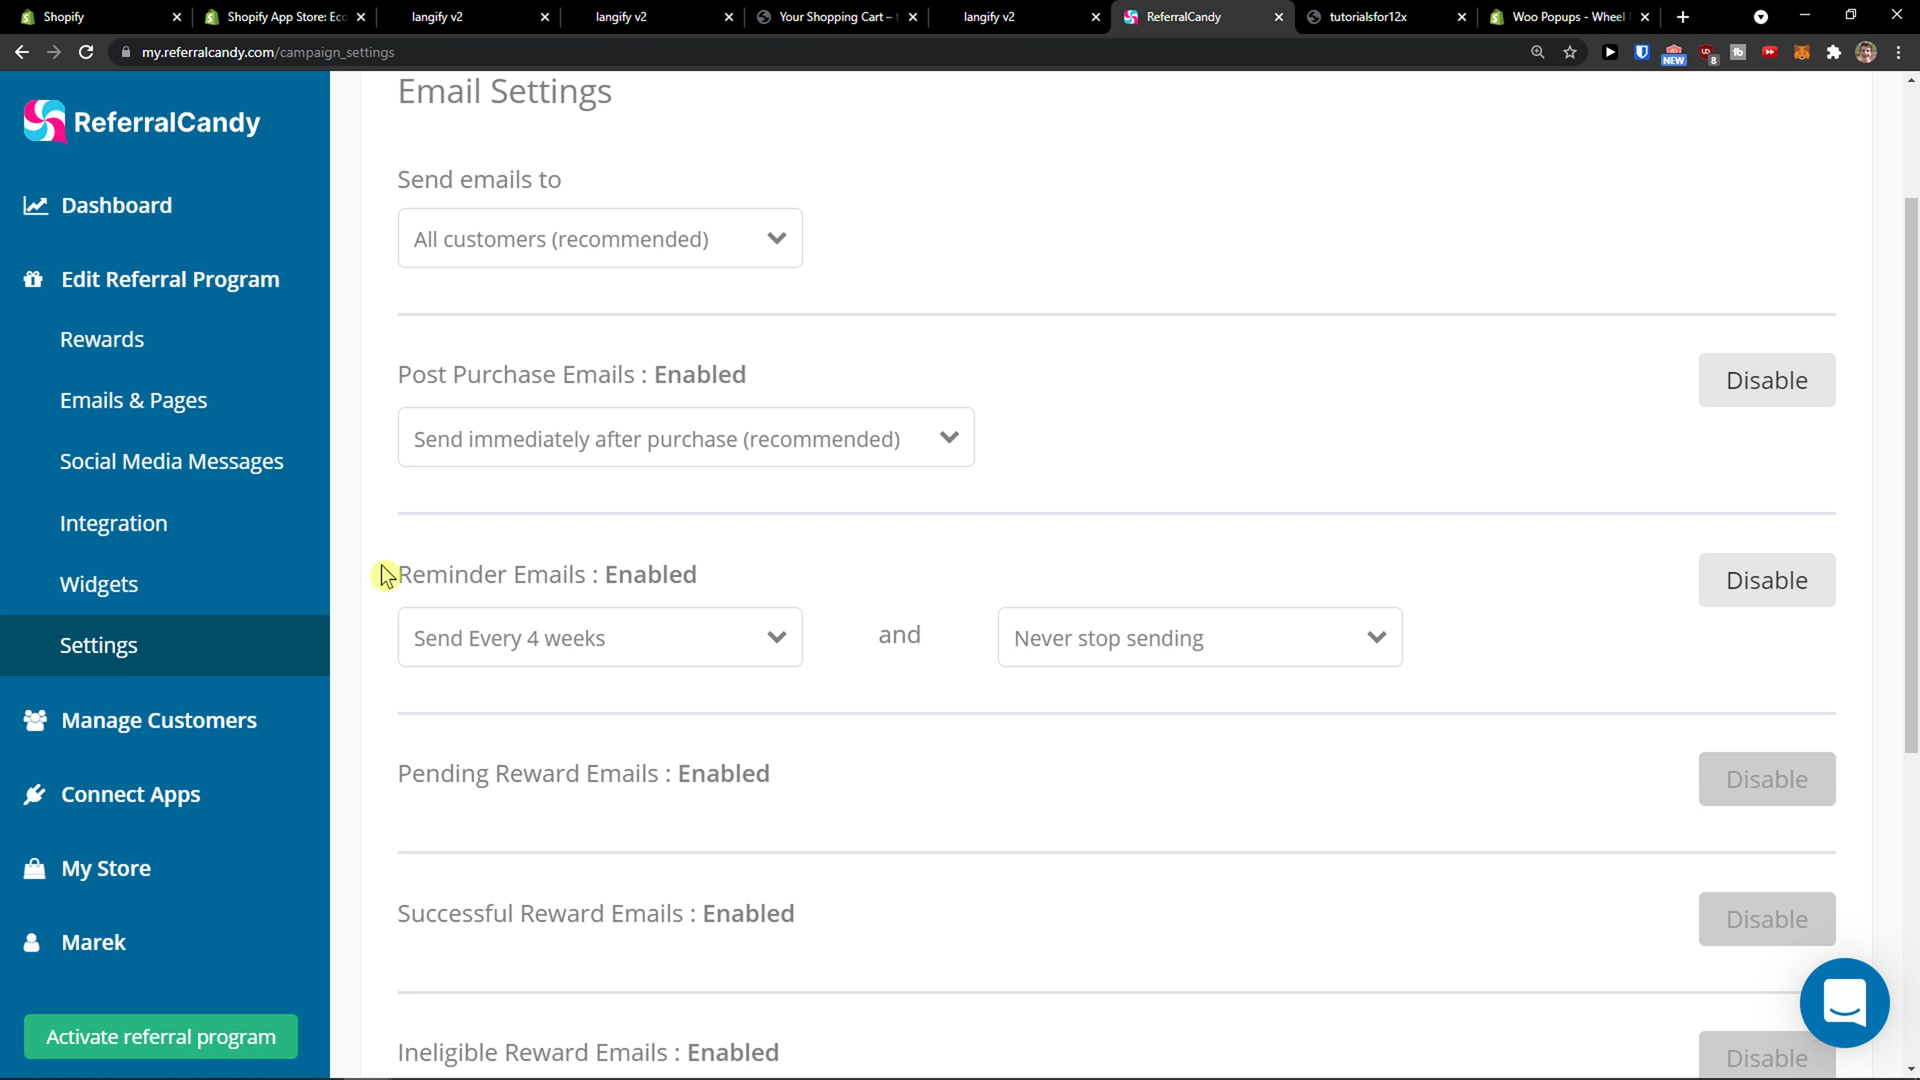 Shopify
Shopify App Store: Ecc
langify v2
langify v2
Your Shopping Cart –
langify v2
ReferralCandy
tutorialsfor12x
Woo Popups - Wheel
my.referralcandy.com/campaign_settings
NEW
8
ReferralCandy
Dashboard
Edit Referral Program
Rewards
Emails & Pages
Social Media Messages
Integration
Widgets
Settings
Manage Customers
Connect Apps
My Store
Marek
Activate referral program
Email Settings
Send emails to
All customers (recommended)
Post Purchase Emails : Enabled
Disable
Send immediately after purchase (recommended)
Reminder Emails : Enabled
Disable
Send Every 4 weeks
and
Never stop sending
Pending Reward Emails : Enabled
Disable
Successful Reward Emails : Enabled
Disable
Ineligible Reward Emails : Enabled
Disable